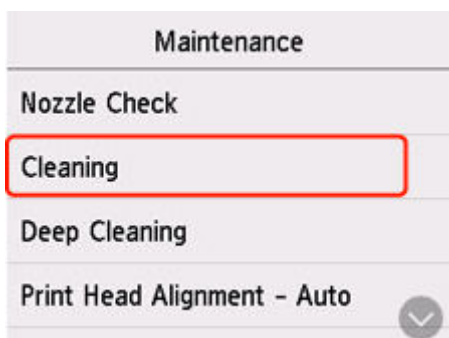 Maintenance
Nozzle Check
Cleaning
Deep Cleaning
Print Head Alignment - Auto